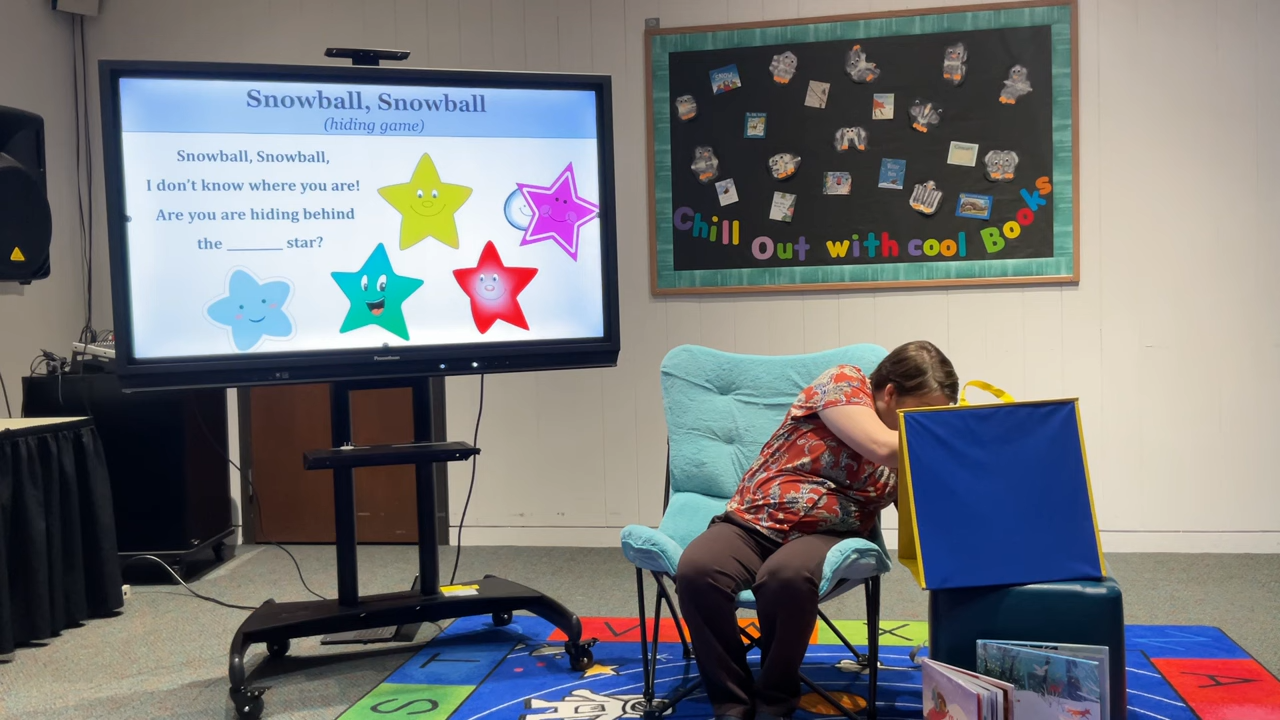 Snowball, Snowball
(hiding game)
Snowball, Snowball,
I don't know where you are!
Are you are hiding behind
the _______ star?
Chill Out with cool Books
T
S
V
X
A